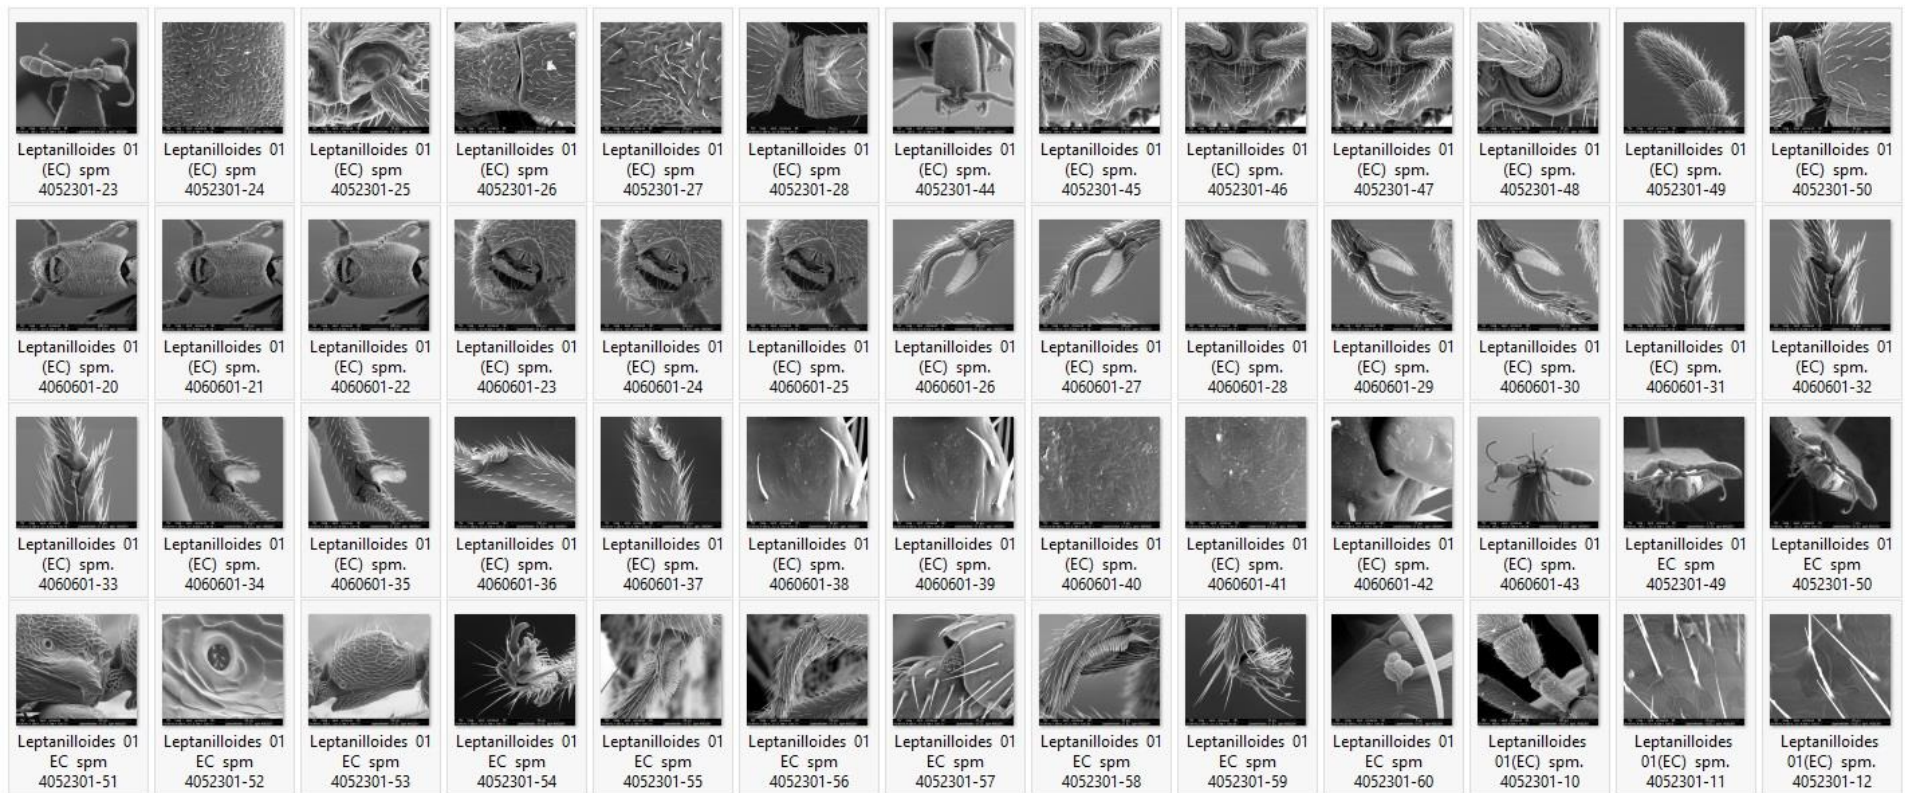 Leptanilloides 01 (EC) spm 4052301-23
Leptanilloides 01 (EC) spm 4052301-24
Leptanilloides 01 (EC) spm 4052301-25
Leptanilloides 01 (EC) spm 4052301-26
Leptanilloides 01 (EC) spm 4052301-27
Leptanilloides 01 (EC) spm 4052301-28
Leptanilloides 01 (EC) spm. 4052301-44
Leptanilloides 01 (EC) spm. 4052301-45
Leptanilloides 01 (EC) spm. 4052301-46
Leptanilloides 01 (EC) spm. 4052301-47
Leptanilloides 01 (EC) spm. 4052301-48
Leptanilloides 01 (EC) spm. 4052301-49
Leptanilloides 01 (EC) spm. 4052301-50
Leptanilloides 01 (EC) spm. 4060601-20
Leptanilloides 01 (EC) spm. 4060601-21
Leptanilloides 01 (EC) spm. 4060601-22
Leptanilloides 01 (EC) spm. 4060601-23
Leptanilloides 01 (EC) spm. 4060601-24
Leptanilloides 01 (EC) spm. 4060601-25
Leptanilloides 01 (EC) spm. 4060601-26
Leptanilloides 01 (EC) spm. 4060601-27
Leptanilloides 01 (EC) spm. 4060601-28
Leptanilloides 01 (EC) spm. 4060601-29
Leptanilloides 01 (EC) spm. 4060601-30
Leptanilloides 01 (EC) spm. 4060601-31
Leptanilloides 01 (EC) spm. 4060601-32
Leptanilloides 01 (EC) spm. 4060601-33
Leptanilloides 01 (EC) spm. 4060601-34
Leptanilloides 01 (EC) spm. 4060601-35
Leptanilloides 01 (EC) spm. 4060601-36
Leptanilloides 01 (EC) spm. 4060601-37
Leptanilloides 01 (EC) spm. 4060601-38
Leptanilloides 01 (EC) spm. 4060601-39
Leptanilloides 01 (EC) spm. 4060601-40
Leptanilloides 01 (EC) spm. 4060601-41
Leptanilloides 01 (EC) spm. 4060601-42
Leptanilloides 01 (EC) spm. 4060601-43
Leptanilloides 01 EC spm 4052301-49
Leptanilloides 01 EC spm 4052301-50
Leptanilloides 01 EC spm 4052301-51
Leptanilloides 01 EC spm 4052301-52
Leptanilloides 01 EC spm 4052301-53
Leptanilloides 01 EC spm 4052301-54
Leptanilloides 01 EC spm 4052301-55
Leptanilloides 01 EC spm 4052301-56
Leptanilloides 01 EC spm 4052301-57
Leptanilloides 01 EC spm 4052301-58
Leptanilloides 01 EC spm 4052301-59
Leptanilloides 01 EC spm 4052301-60
Leptanilloides 01(EC) spm. 4052301-10
Leptanilloides 01(EC) spm. 4052301-11
Leptanilloides 01(EC) spm. 4052301-12